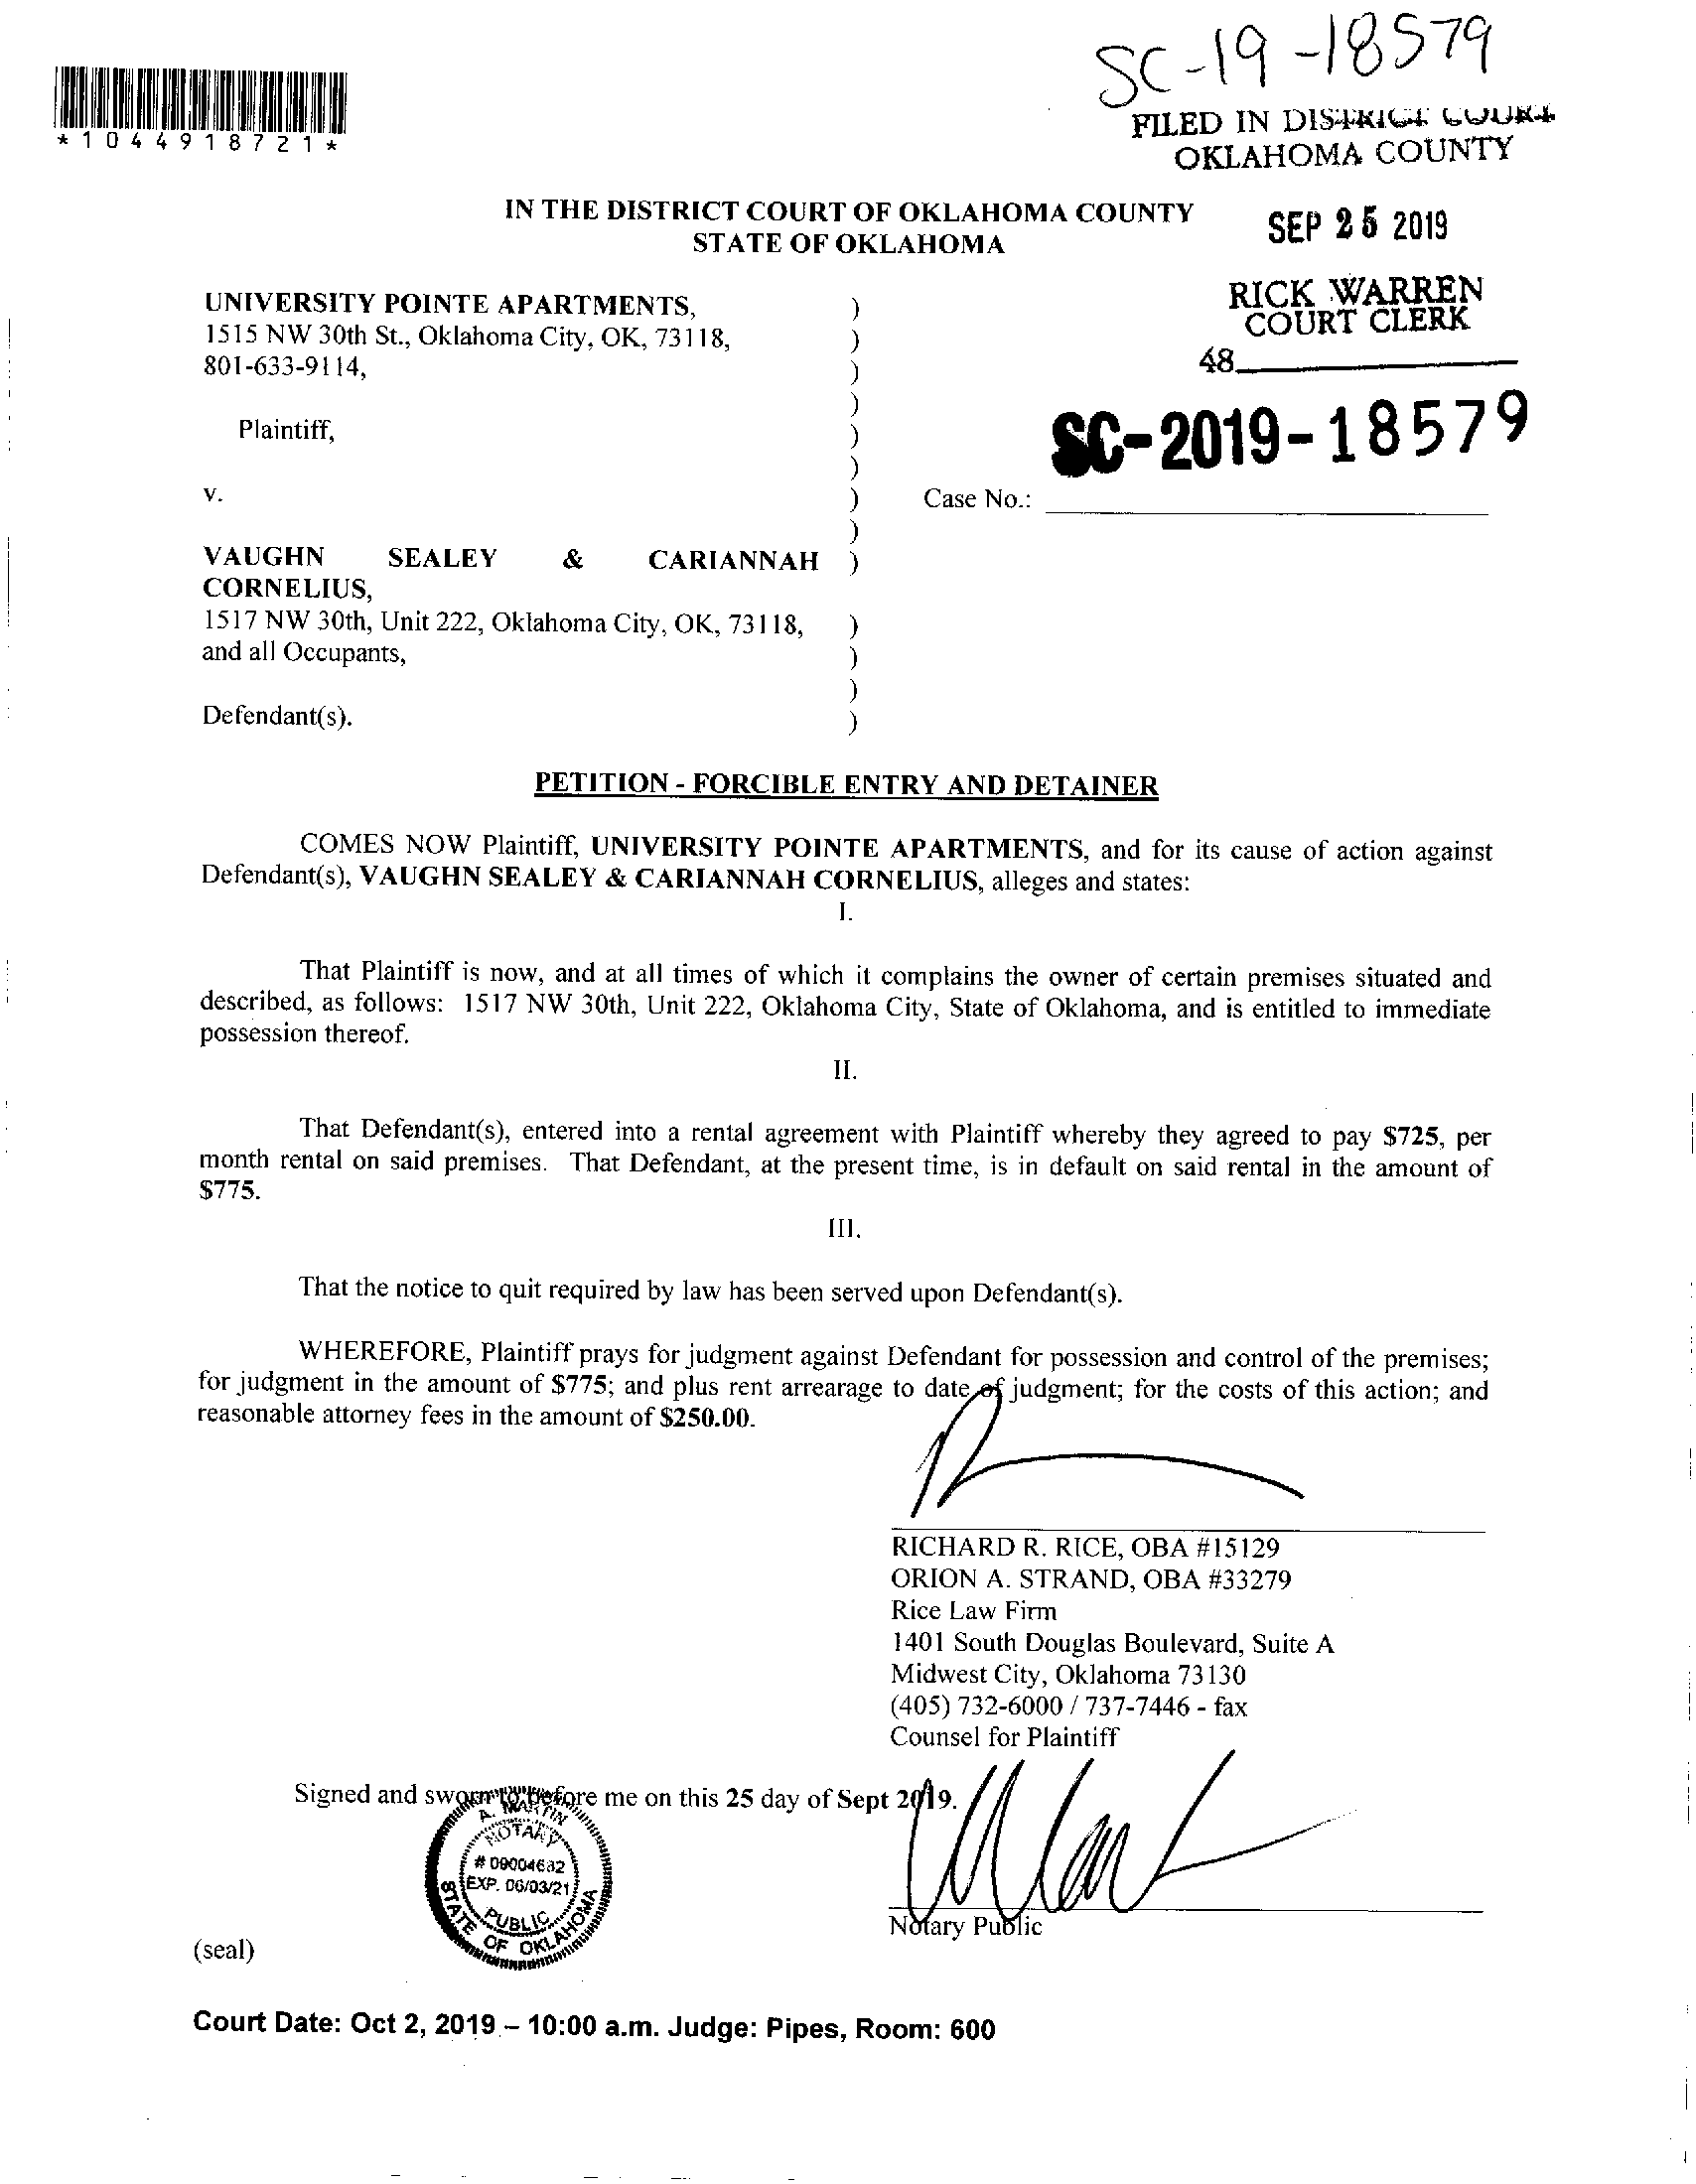 SC-19-18579
*1044918721*
FILED IN DISTRICT COURT
OKLAHOMA COUNTY
IN THE DISTRICT COURT OF OKLAHOMA COUNTY
STATE OF OKLAHOMA
SEP 25 2019
RICK WARREN
COURT CLERK
48
UNIVERSITY POINTE APARTMENTS, )
1515 NW 30th St., Oklahoma City, OK, 73118, )
801-633-9114, )
)
Plaintiff, )
)
SC-2019-18579
v. ) Case No.:
)
VAUGHN SEALEY & CARIANNAH )
CORNELIUS,
1517 NW 30th, Unit 222, Oklahoma City, OK, 73118, )
and all Occupants, )
)
Defendant(s). )
PETITION - FORCIBLE ENTRY AND DETAINER
COMES NOW Plaintiff, UNIVERSITY POINTE APARTMENTS, and for its cause of action against
Defendant(s), VAUGHN SEALEY & CARIANNAH CORNELIUS, alleges and states:
I.
That Plaintiff is now, and at all times of which it complains the owner of certain premises situated and
described, as follows: 1517 NW 30th, Unit 222, Oklahoma City, State of Oklahoma, and is entitled to immediate
possession thereof.
II.
That Defendant(s), entered into a rental agreement with Plaintiff whereby they agreed to pay $725, per
month rental on said premises. That Defendant, at the present time, is in default on said rental in the amount of
$775.
III.
That the notice to quit required by law has been served upon Defendant(s).
WHEREFORE, Plaintiff prays for judgment against Defendant for possession and control of the premises;
for judgment in the amount of $775; and plus rent arrearage to date of judgment; for the costs of this action; and
reasonable attorney fees in the amount of $250.00.
RICHARD R. RICE, OBA #15129
ORION A. STRAND, OBA #33279
Rice Law Firm
1401 South Douglas Boulevard, Suite A
Midwest City, Oklahoma 73130
(405) 732-6000 / 737-7446 - fax
Counsel for Plaintiff
Signed and sworn to before me on this 25 day of Sept 2019.
A. MARTIN
NOTARY
# 09004682
EXP. 06/03/21
PUBLIC
STATE OF OKLAHOMA
Notary Public
(seal)
Court Date: Oct 2, 2019 – 10:00 a.m. Judge: Pipes, Room: 600